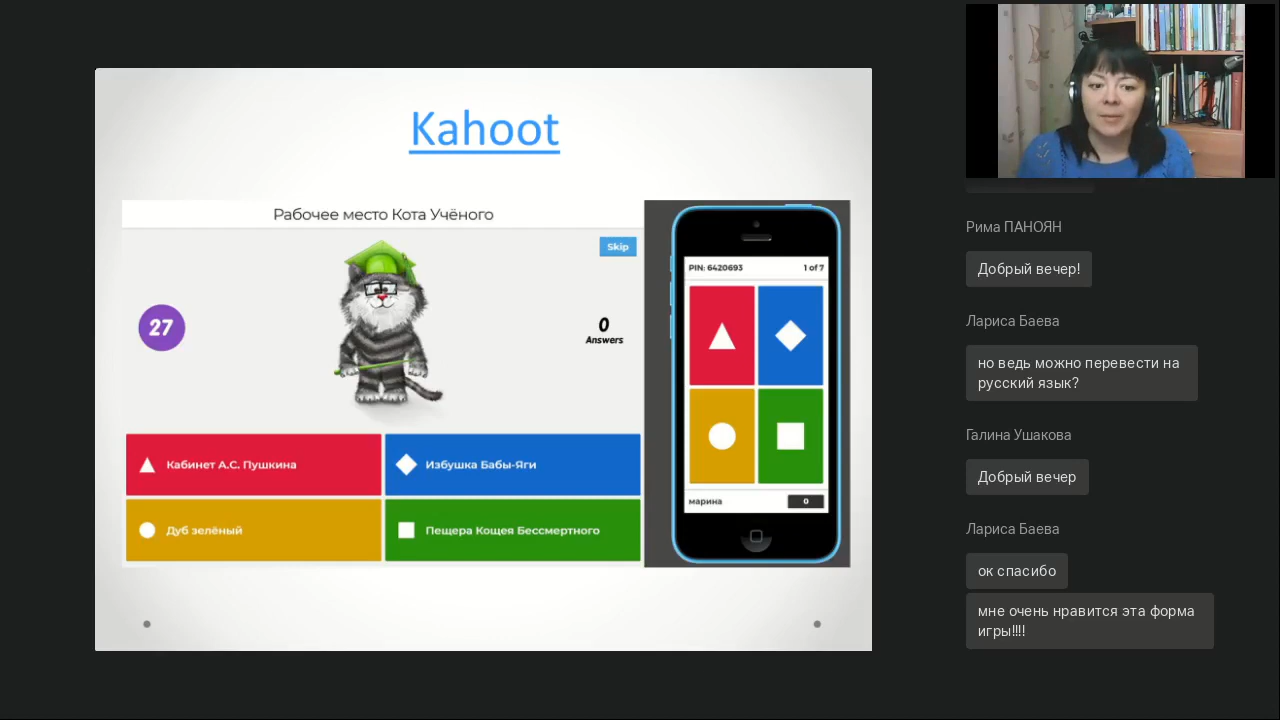 Kahoot
Рабочее место Кота Учёного
Skip
27
0
Answers
Кабинет А.С. Пушкина
Избушка Бабы-Яги
Дуб зелёный
Пещера Кощея Бессмертного
PIN: 6420693
1 of 7
марина
0
Рима ПАНОЯН
Добрый вечер!
Лариса Баева
но ведь можно перевести на
русский язык?
Галина Ушакова
Добрый вечер
Лариса Баева
ок спасибо
мне очень нравится эта форма
игры!!!!